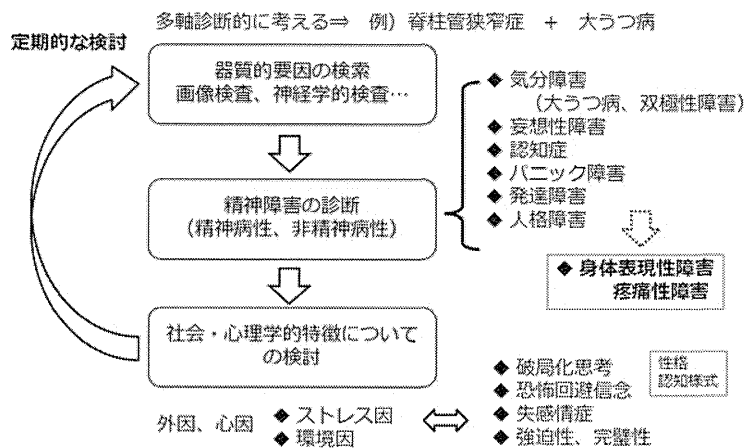 多軸診断的に考える⇒ 例）脊柱管狭窄症 + 大うつ病
定期的な検討
器質的要因の検索
画像検査、神経学的検査…
◆ 気分障害
（大うつ病、双極性障害）
◆ 妄想性障害
◆ 認知症
◆ パニック障害
◆ 発達障害
◆ 人格障害
精神障害の診断
（精神病性、非精神病性）
◆ 身体表現性障害
疼痛性障害
社会・心理学的特徴について
の検討
外因、心因
◆ ストレス因
◆ 環境因
◆ 破局化思考
◆ 恐怖回避信念
◆ 失感情症
◆ 強迫性、完璧性
性格
認知様式